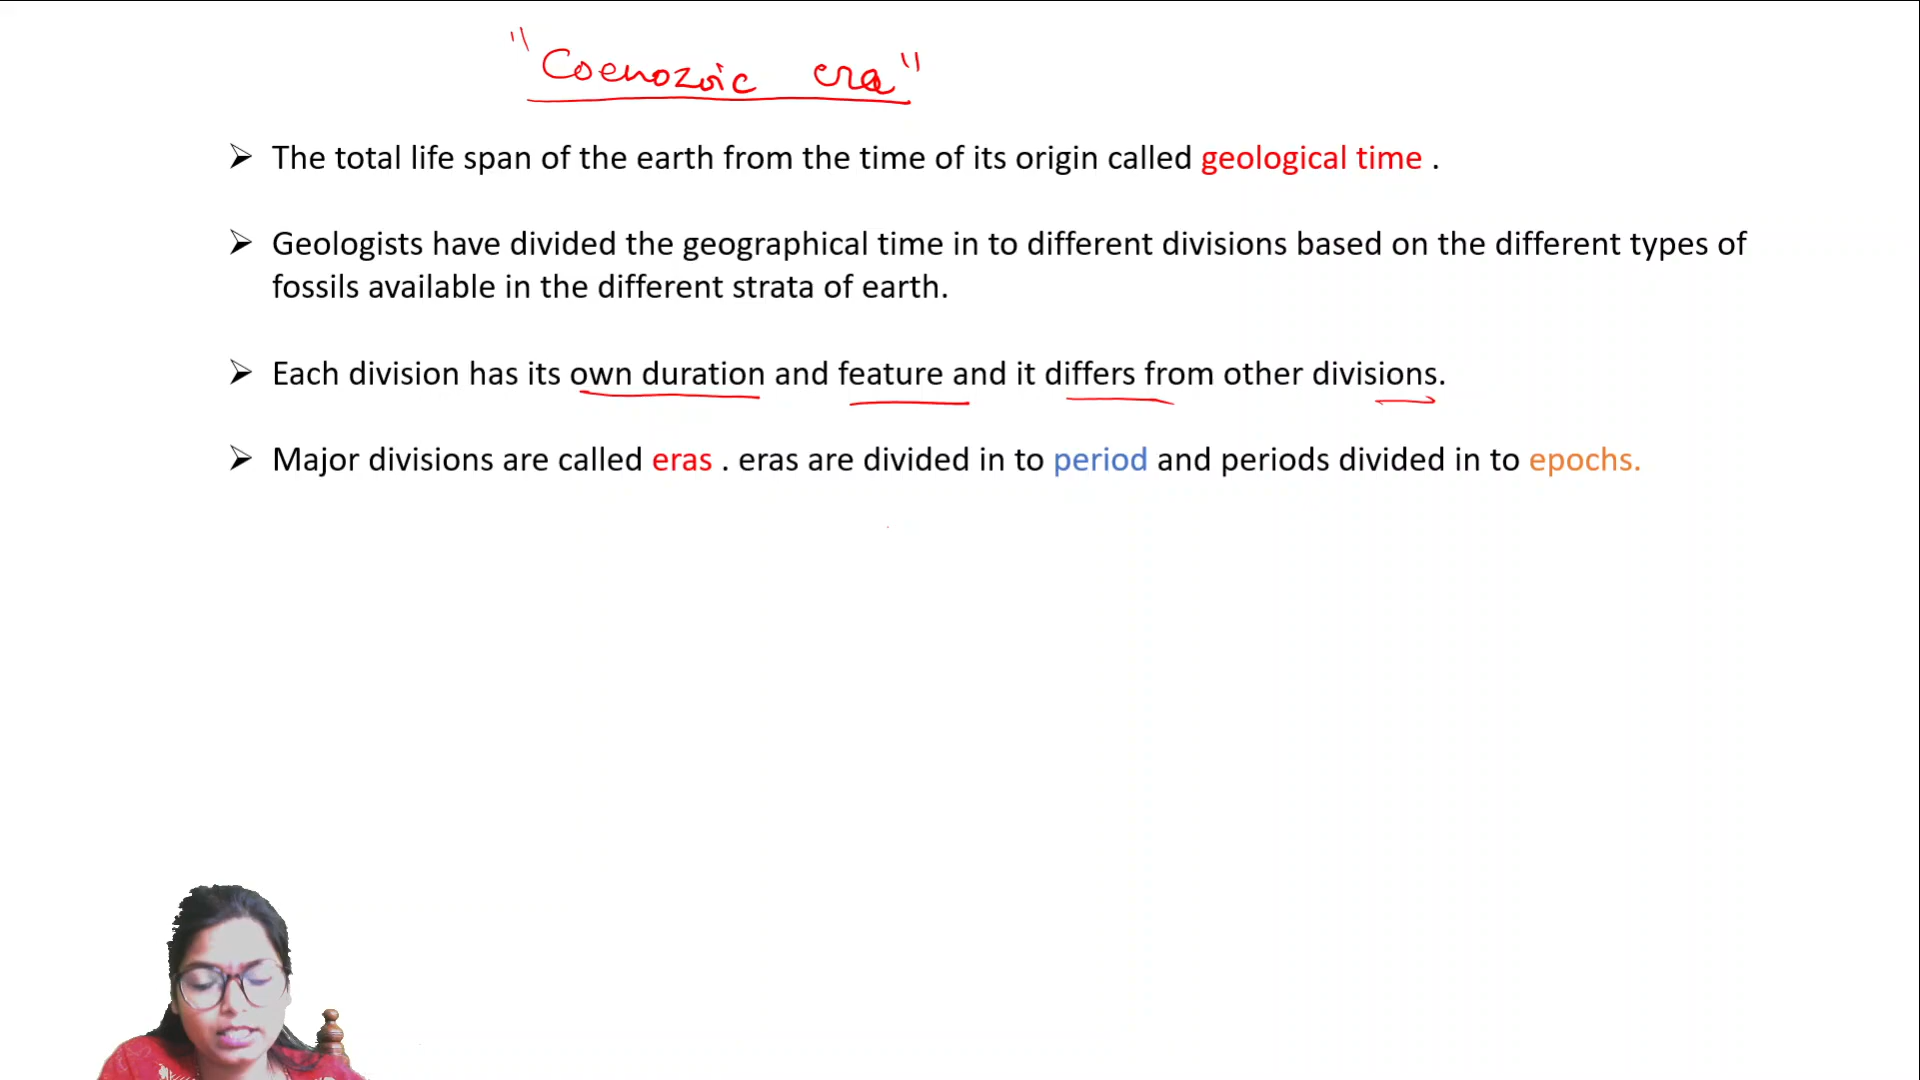 "Coenozoic era"
➢ The total life span of the earth from the time of its origin called geological time .
➢ Geologists have divided the geographical time in to different divisions based on the different types of
fossils available in the different strata of earth.
➢ Each division has its own duration and feature and it differs from other divisions.
➢ Major divisions are called eras . eras are divided in to period and periods divided in to epochs.